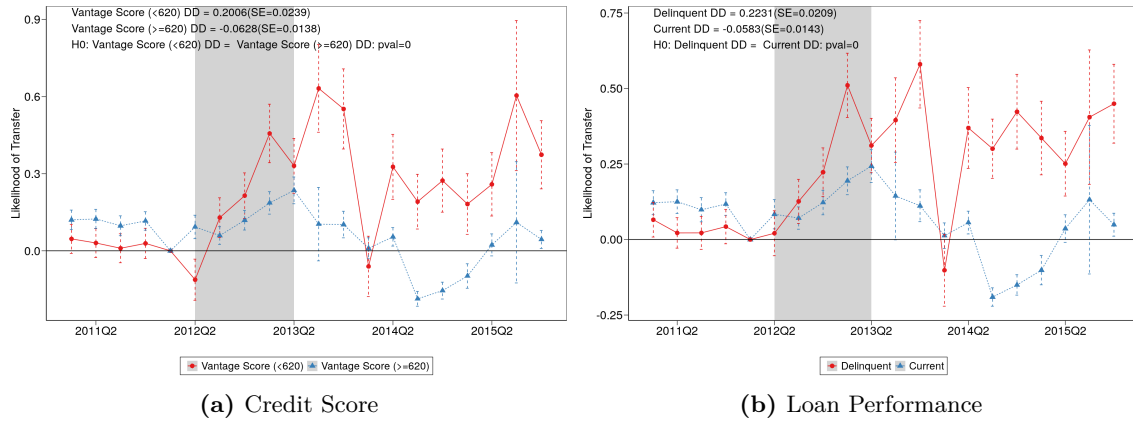 Vantage Score (<620) DD = 0.2006(SE=0.0239)
Vantage Score (>=620) DD = -0.0628(SE=0.0138)
H0: Vantage Score (<620) DD = Vantage Score (>=620) DD: pval=0
Likelihood of Transfer
0.9
0.6
0.3
0.0
2011Q2 2012Q2 2013Q2 2014Q2 2015Q2
Vantage Score (<620) Vantage Score (>=620)
(a) Credit Score
Delinquent DD = 0.2231(SE=0.0209)
Current DD = -0.0583(SE=0.0143)
H0: Delinquent DD = Current DD: pval=0
Likelihood of Transfer
0.75
0.50
0.25
0.00
-0.25
2011Q2 2012Q2 2013Q2 2014Q2 2015Q2
Delinquent Current
(b) Loan Performance